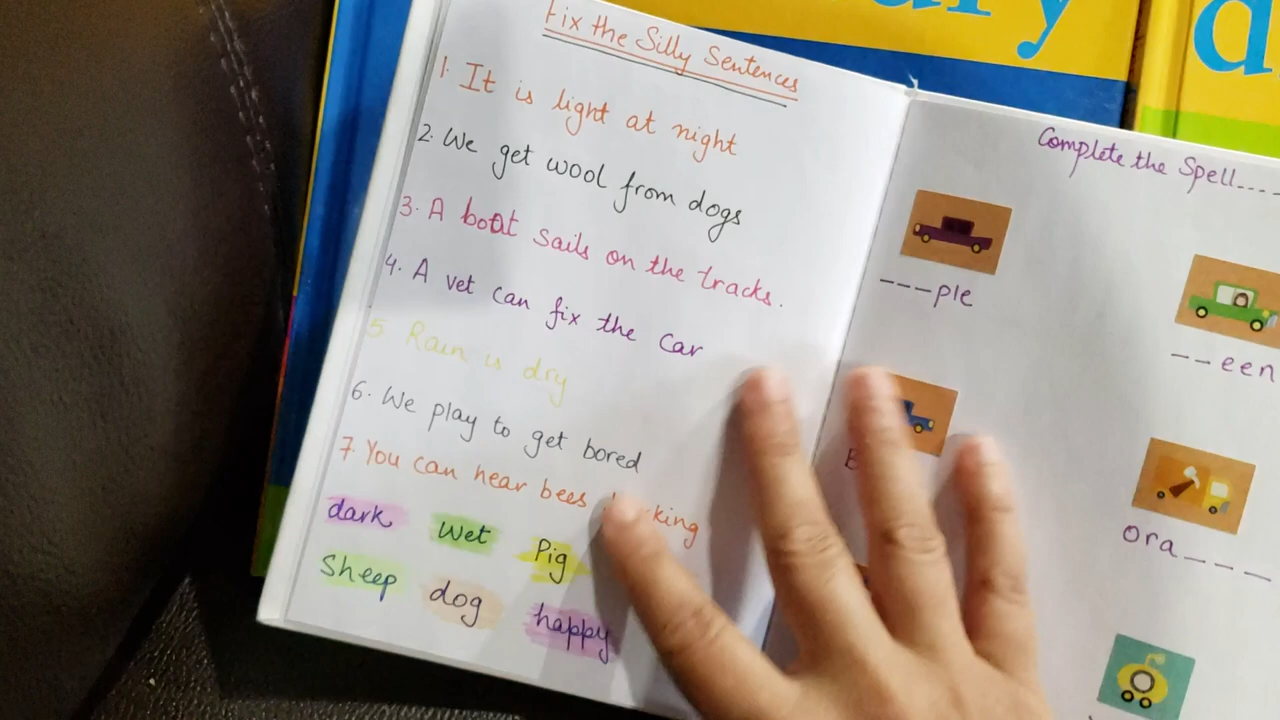 Fix the Silly Sentences
1. It is light at night
2. We get wool from dogs
3. A boat sails on the tracks.
4. A vet can fix the car
5 Rain is dry
6. We play to get bored
7. You can hear bees
dark wet Pig
Sheep dog happy
Complete the Spell....
---ple
--een
B
Ora----